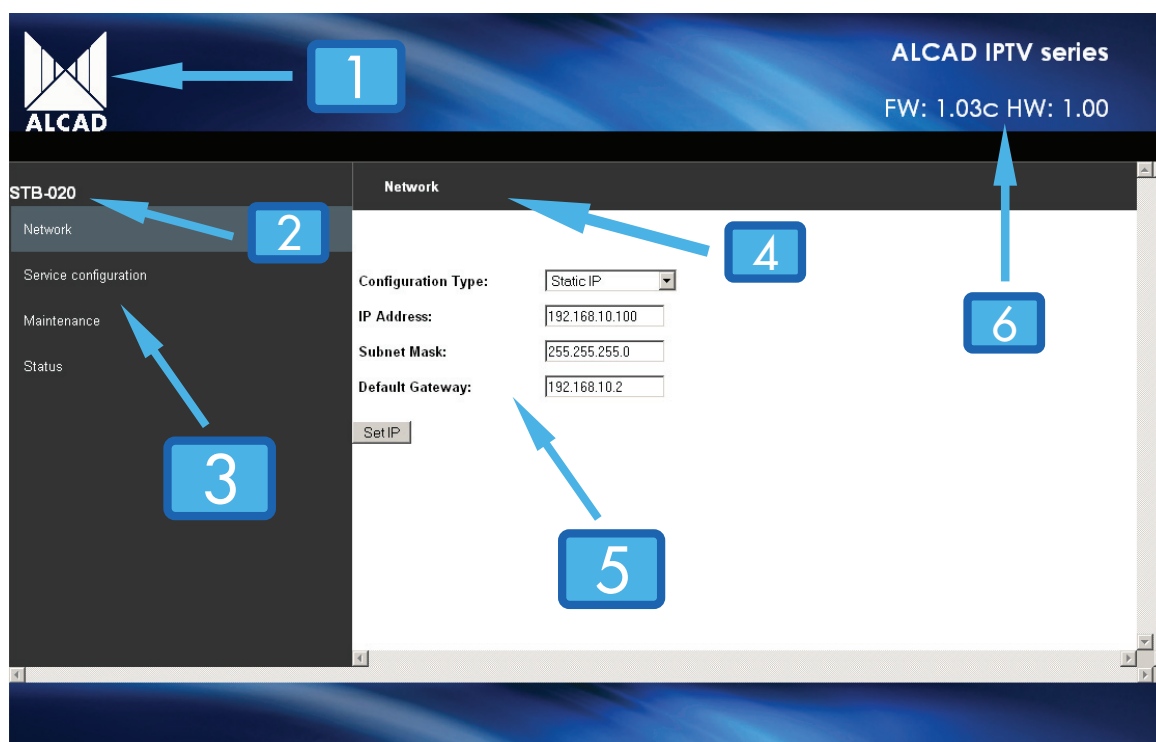 ALCAD
1
ALCAD IPTV series
FW: 1.03c HW: 1.00
6
STB-020
2
Network
Service configuration
Maintenance
Status
3
Network
4
Configuration Type: Static IP
IP Address: 192.168.10.100
Subnet Mask: 255.255.255.0
Default Gateway: 192.168.10.2
Set IP
5